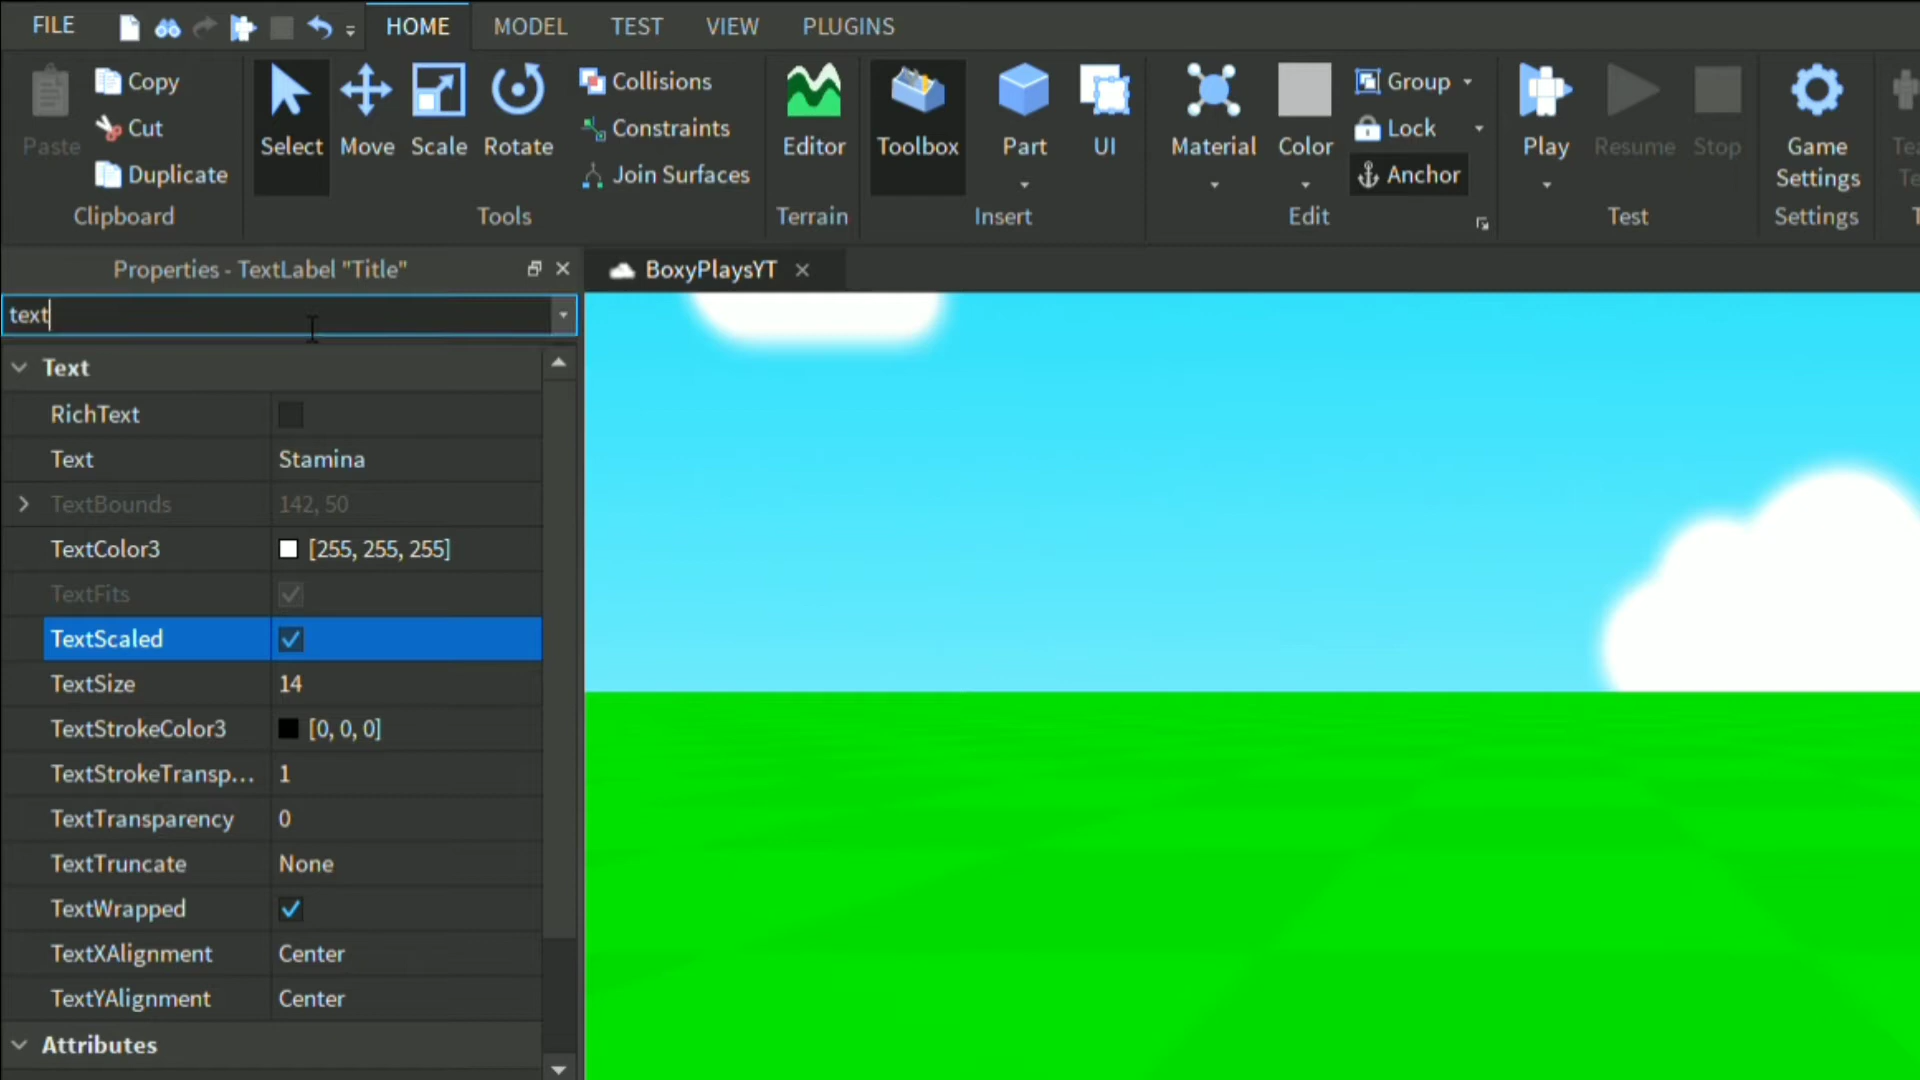 FILE HOME MODEL TEST VIEW PLUGINS
Paste
Copy
Cut
Duplicate
Clipboard
Select Move Scale Rotate
Collisions
Constraints
Join Surfaces
Tools
Editor
Terrain
Toolbox Part UI
Insert
Material Color
Group
Lock
Anchor
Edit
Play Resume Stop
Test
Game
Settings
Settings
Properties - TextLabel "Title"
BoxyPlaysYT
text
Text
RichText
Text Stamina
TextBounds 142, 50
TextColor3 [255, 255, 255]
TextFits
TextScaled
TextSize 14
TextStrokeColor3 [0, 0, 0]
TextStrokeTransp... 1
TextTransparency 0
TextTruncate None
TextWrapped
TextXAlignment Center
TextYAlignment Center
Attributes